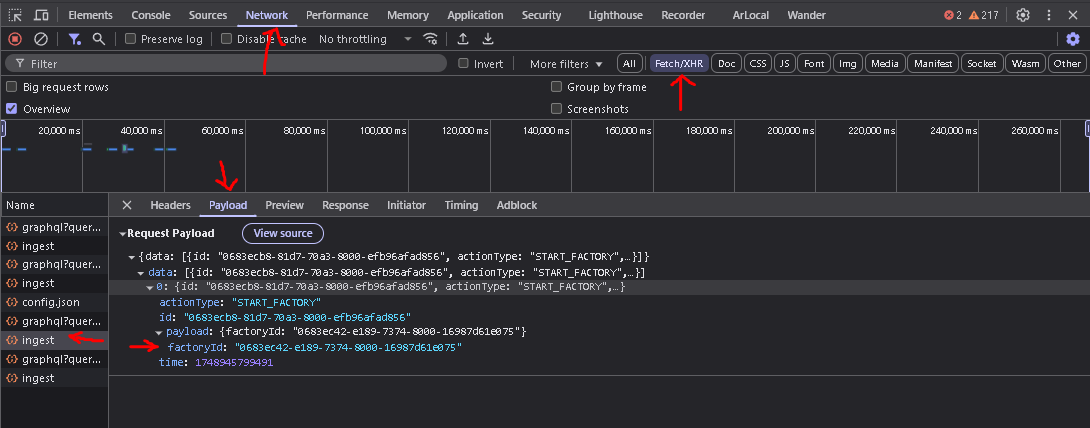 Elements Console Sources Network Performance Memory Application Security Lighthouse Recorder ArLocal Wander 2 217
Preserve log Disable cache No throttling
Filter Invert More filters All Fetch/XHR Doc CSS JS Font Img Media Manifest Socket Wasm Other
Big request rows Group by frame
Overview Screenshots
20,000 ms 40,000 ms 60,000 ms 80,000 ms 100,000 ms 120,000 ms 140,000 ms 160,000 ms 180,000 ms 200,000 ms 220,000 ms 240,000 ms 260,000 ms
Name
graphql?quer...
ingest
graphql?quer...
ingest
config.json
graphql?quer...
ingest
graphql?quer...
ingest
Headers Payload Preview Response Initiator Timing Adblock
Request Payload View source
{data: [{id: "0683ecb8-81d7-70a3-8000-efb96afad856", actionType: "START_FACTORY",…}]}
data: [{id: "0683ecb8-81d7-70a3-8000-efb96afad856", actionType: "START_FACTORY",…}]
0: {id: "0683ecb8-81d7-70a3-8000-efb96afad856", actionType: "START_FACTORY",…}
actionType: "START_FACTORY"
id: "0683ecb8-81d7-70a3-8000-efb96afad856"
payload: {factoryId: "0683ec42-e189-7374-8000-16987d61e075"}
factoryId: "0683ec42-e189-7374-8000-16987d61e075"
time: 1748945799491